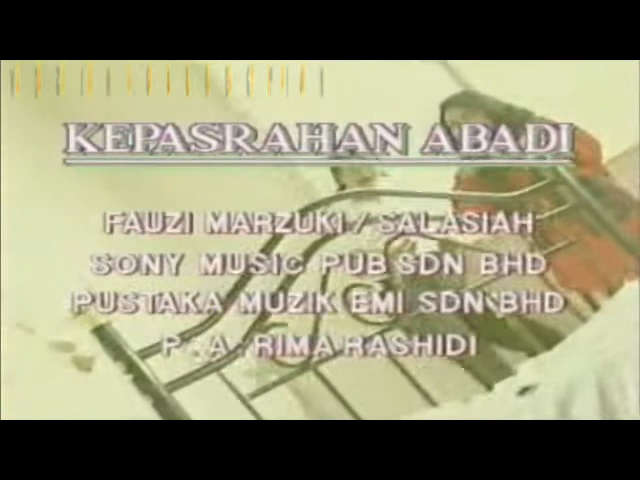 KEPASRAHAN ABADI
FAUZI MARZUKI / SALASIAH
SONY MUSIC PUB SDN BHD
PUSTAKA MUZIK EMI SDN BHD
P . A : RIMA RASHIDI